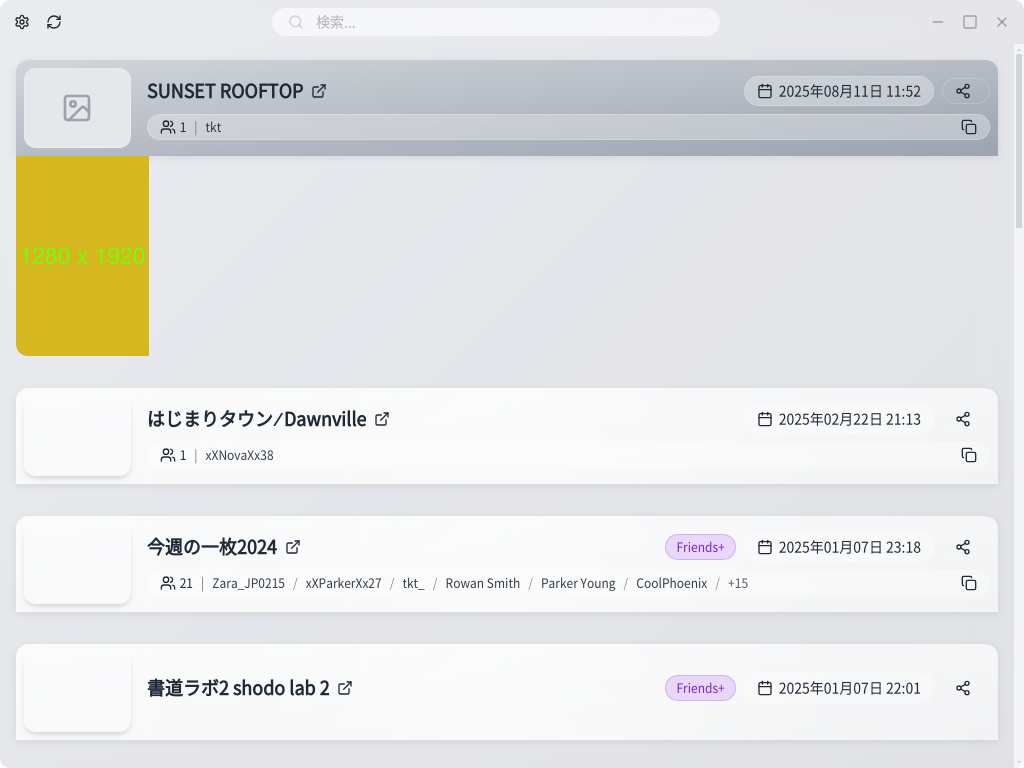 検索...
SUNSET ROOFTOP
2025年08月11日 11:52
1 | tkt
1280 x 1920
はじまりタウン⁄Dawnville
2025年02月22日 21:13
1 | xXNovaXx38
今週の一枚2024
Friends+
2025年01月07日 23:18
21 | Zara_JP0215 / xXParkerXx27 / tkt_ / Rowan Smith / Parker Young / CoolPhoenix / +15
書道ラボ2 shodo lab 2
Friends+
2025年01月07日 22:01